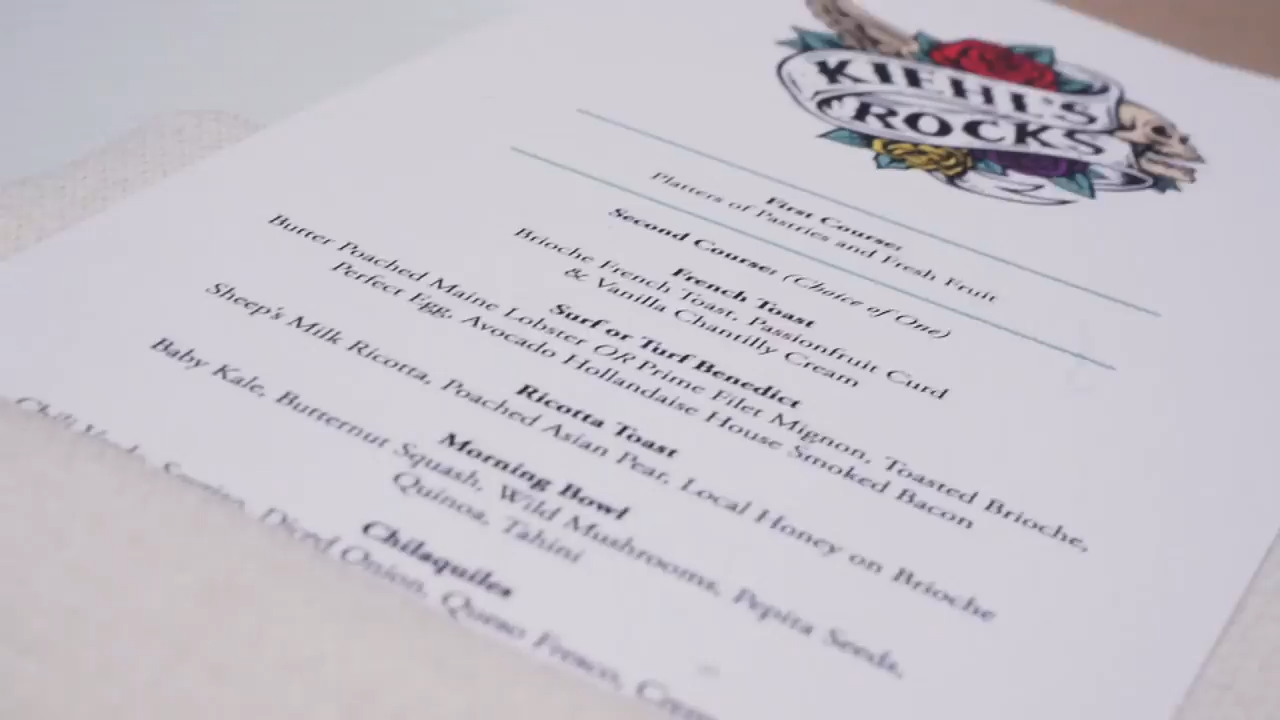 KIEHL'S
ROCKS
First Course:
Platters of Pastries and Fresh Fruit
Second Course: (Choice of One)
French Toast
Brioche French Toast, Passionfruit Curd
& Vanilla Chantilly Cream
Surf or Turf Benedict
Butter Poached Maine Lobster OR Prime Filet Mignon, Toasted Brioche,
Perfect Egg, Avocado Hollandaise House Smoked Bacon
Ricotta Toast
Sheep's Milk Ricotta, Poached Asian Pear, Local Honey on Brioche
Morning Bowl
Baby Kale, Butternut Squash, Wild Mushrooms, Pepita Seeds,
Quinoa, Tahini
Chilaquiles
Diced Onion, Queso Fresco,